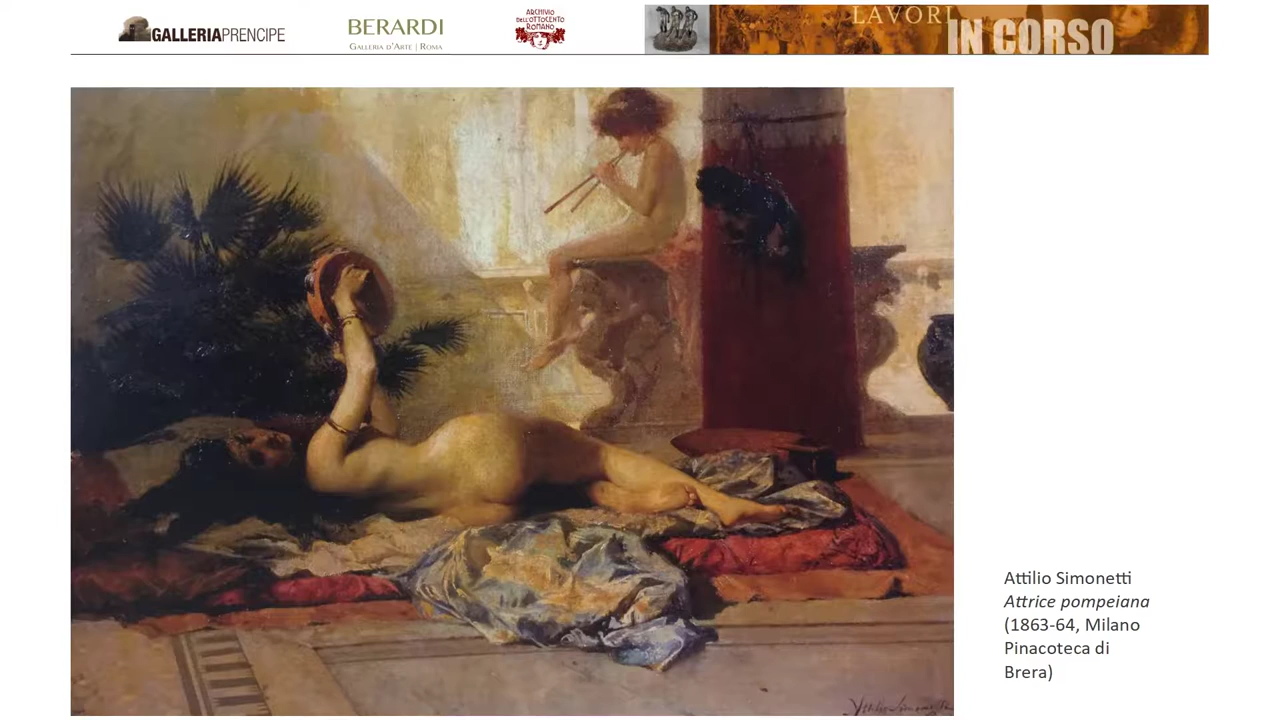 GALLERIAPRENCIPE
BERARDI
GALLERIA D'ARTE | ROMA
ARCHIVIO
DELL'OTTOCENTO
ROMANO
LAVORI
IN CORSO
Attilio Simonetti
Attrice pompeiana
(1863-64, Milano
Pinacoteca di
Brera)